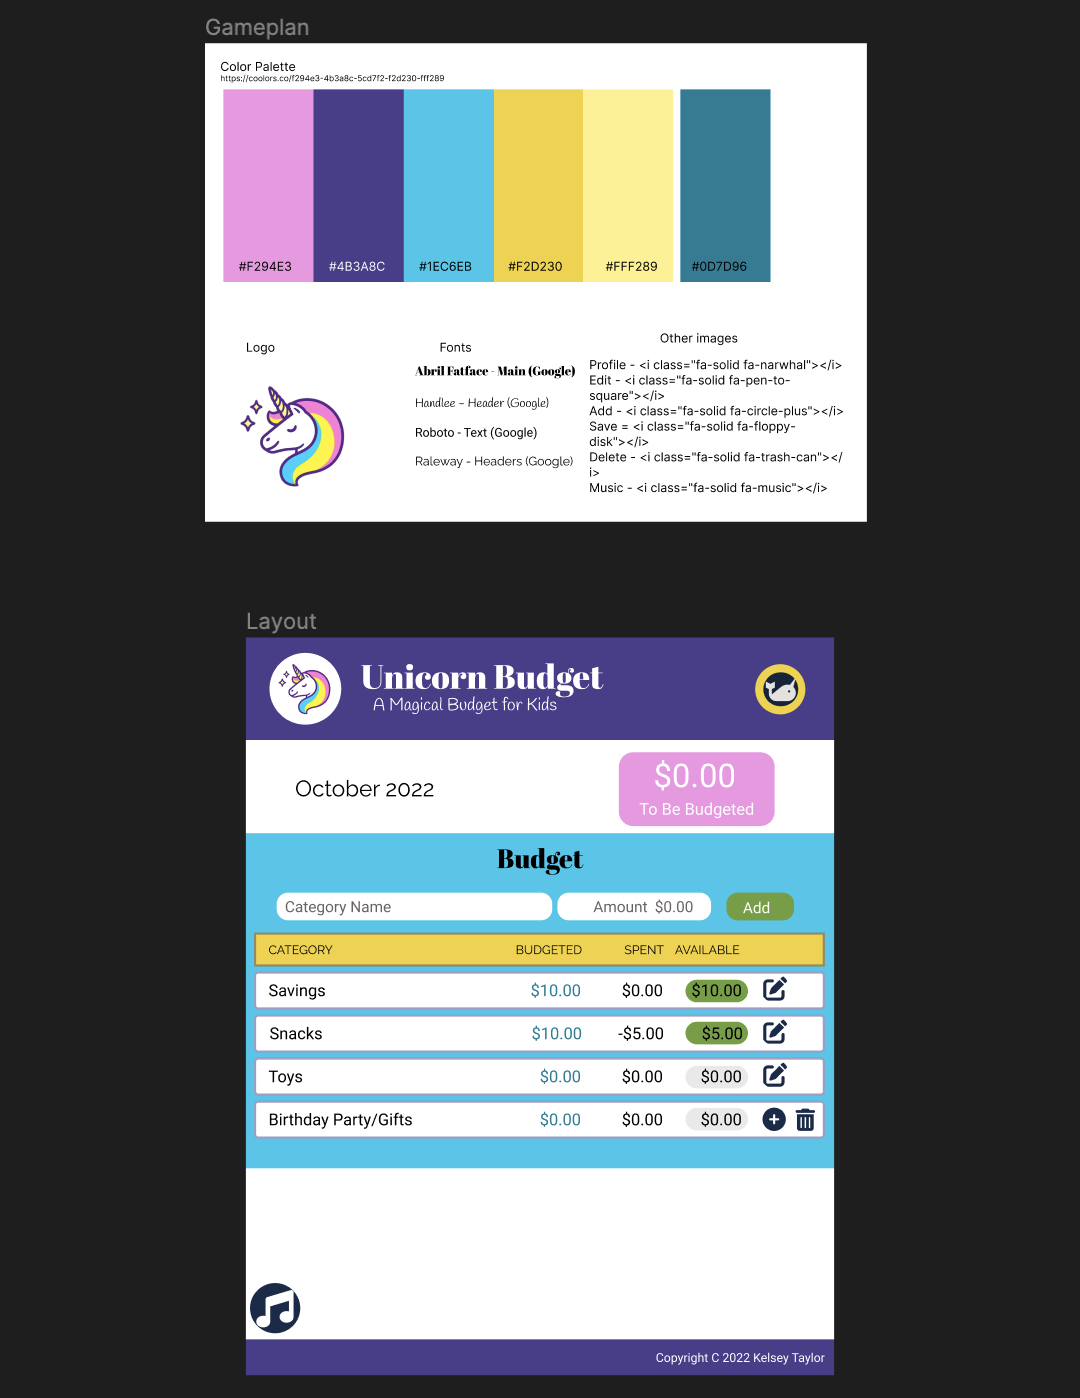 Gameplan
Color Palette
https://coolors.co/f294e3-4b3a8c-5cd7f2-f2d230-fff289
#F294E3 #4B3A8C #1EC6EB #F2D230 #FFF289 #0D7D96
Logo
Fonts
Abril Fatface - Main (Google)
Handlee - Header (Google)
Roboto - Text (Google)
Raleway - Headers (Google)
Other images
Profile - <i class="fa-solid fa-narwhal"></i>
Edit - <i class="fa-solid fa-pen-to-
square"></i>
Add - <i class="fa-solid fa-circle-plus"></i>
Save = <i class="fa-solid fa-floppy-
disk"></i>
Delete - <i class="fa-solid fa-trash-can"></
i>
Music - <i class="fa-solid fa-music"></i>
Layout
Unicorn Budget
A Magical Budget for Kids
October 2022
$0.00
To Be Budgeted
Budget
Category Name Amount $0.00 Add
CATEGORY BUDGETED SPENT AVAILABLE
Savings $10.00 $0.00 $10.00
Snacks $10.00 -$5.00 $5.00
Toys $0.00 $0.00 $0.00
Birthday Party/Gifts $0.00 $0.00 $0.00
Copyright C 2022 Kelsey Taylor